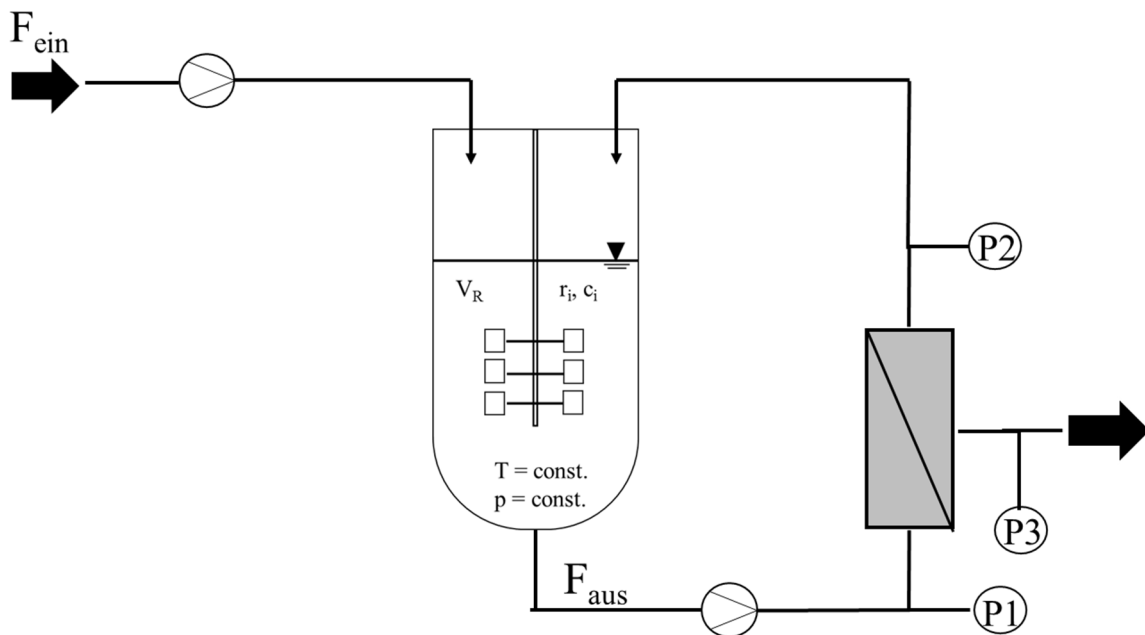 F_ein
P2
V_R
r_i, c_i
T = const.
p = const.
P3
F_aus
P1